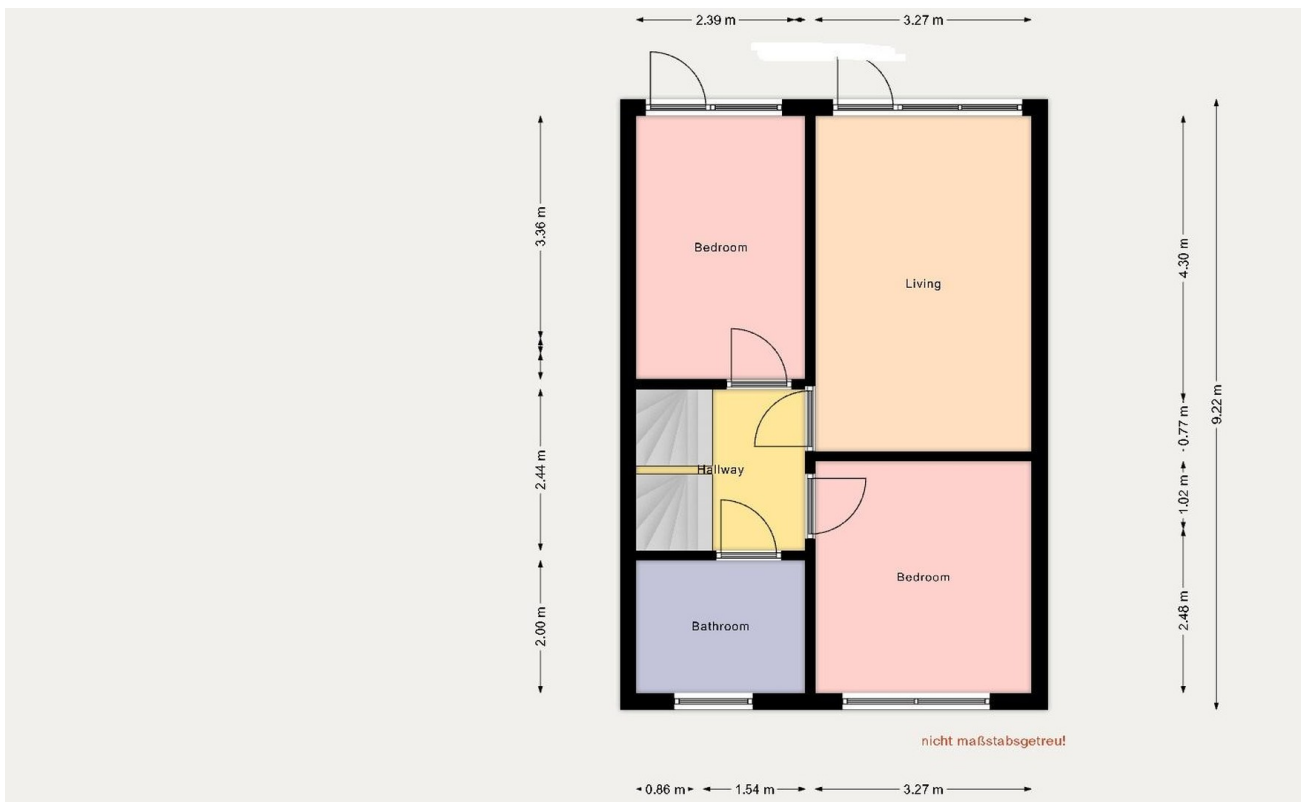 2.39 m
3.27 m
Bedroom
3.36 m
Living
4.30 m
9.22 m
0.77 m
Hallway
2.44 m
1.02 m
Bedroom
2.48 m
Bathroom
2.00 m
nicht maßstabsgetreu!
0.86 m
1.54 m
3.27 m